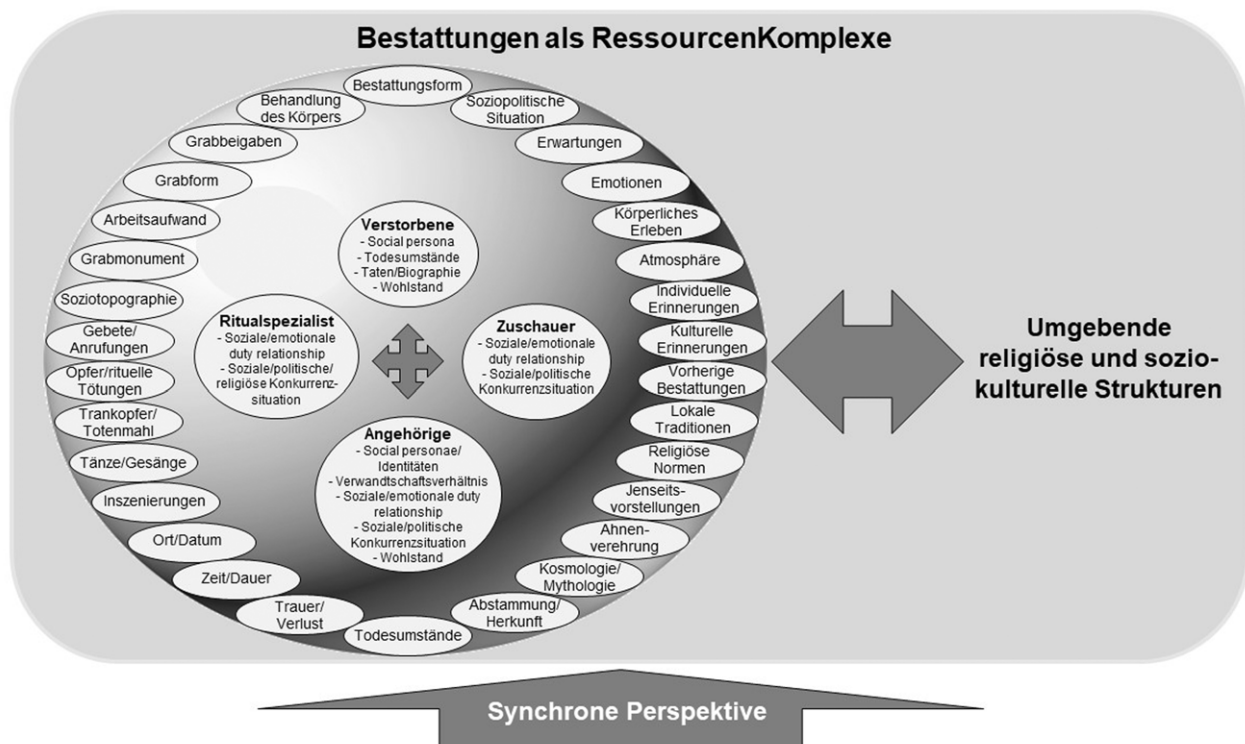 Bestattungen als RessourcenKomplexe
Bestattungsform
Behandlung
des Körpers
Grabbeigaben
Grabform
Arbeitsaufwand
Grabmonument
Soziotopographie
Gebete/
Anrufungen
Opfer/rituelle
Tötungen
Trankopfer/
Totenmahl
Tänze/Gesänge
Inszenierungen
Ort/Datum
Zeit/Dauer
Trauer/
Verlust
Todesumstände
Soziopolitische
Situation
Erwartungen
Emotionen
Körperliches
Erleben
Atmosphäre
Individuelle
Erinnerungen
Kulturelle
Erinnerungen
Vorherige
Bestattungen
Lokale
Traditionen
Religiöse
Normen
Jenseits-
vorstellungen
Ahnen-
verehrung
Kosmologie/
Mythologie
Abstammung/
Herkunft
Verstorbene
- Social persona
- Todesumstände
- Taten/Biographie
- Wohlstand
Ritualspezialist
- Soziale/emotionale
duty relationship
- Soziale/politische/
religiöse Konkurrenz-
situation
Zuschauer
- Soziale/emotionale
duty relationship
- Soziale/politische
Konkurrenzsituation
Angehörige
- Social personae/
Identitäten
- Verwandtschaftsverhältnis
- Soziale/emotionale duty
relationship
- Soziale/politische
Konkurrenzsituation
- Wohlstand
Umgebende
religiöse und sozio-
kulturelle Strukturen
Synchrone Perspektive